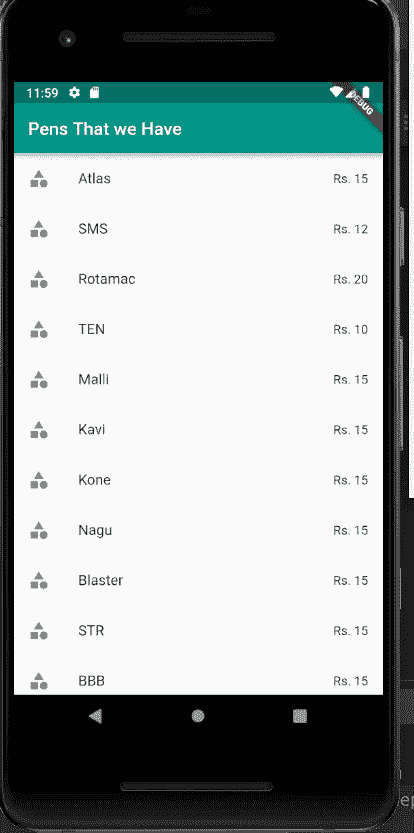 11:59
DEBUG
Pens That we Have
Atlas Rs. 15
SMS Rs. 12
Rotamac Rs. 20
TEN Rs. 10
Malli Rs. 15
Kavi Rs. 15
Kone Rs. 15
Nagu Rs. 15
Blaster Rs. 15
STR Rs. 15
BBB Rs. 15
ep